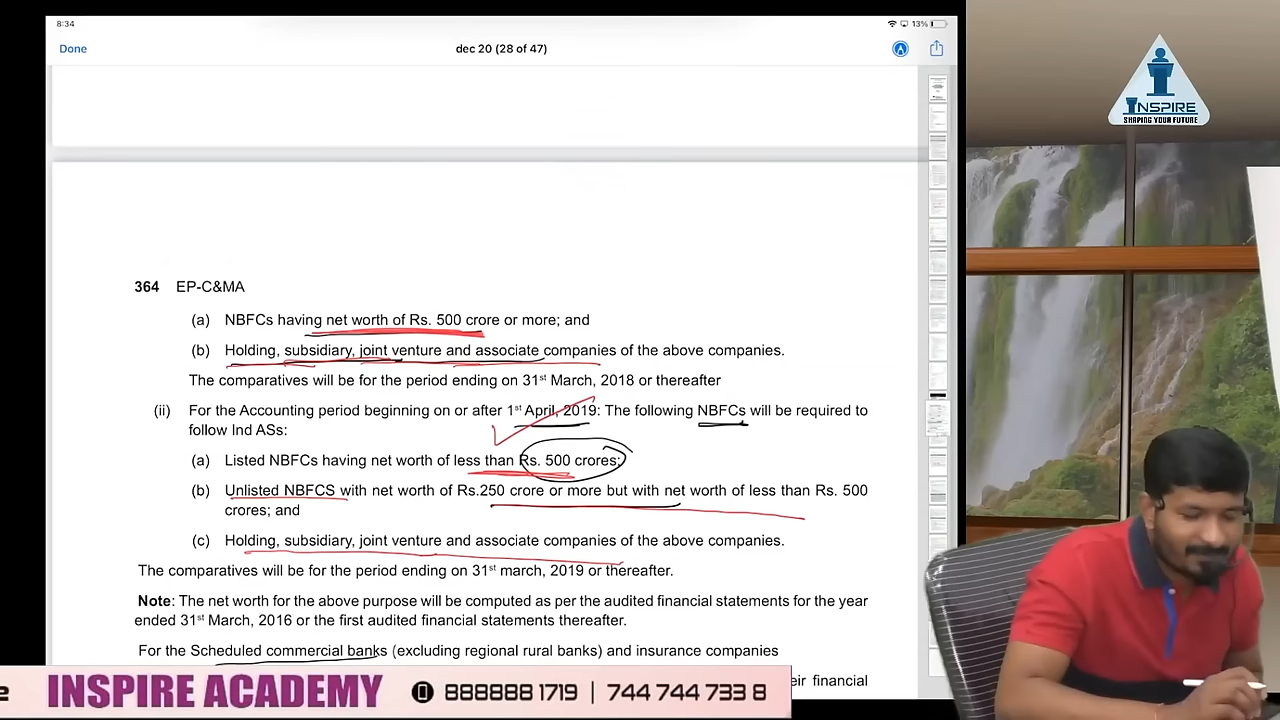 8:34
13%
Done
dec 20 (28 of 47)
INSPIRE
SHAPING YOUR FUTURE
364 EP-C&MA
(a) NBFCs having net worth of Rs. 500 crore or more; and
(b) Holding, subsidiary, joint venture and associate companies of the above companies.
The comparatives will be for the period ending on 31st March, 2018 or thereafter
(ii) For the Accounting period beginning on or after 1st April, 2019: The following NBFCs will be required to
follow Ind ASs:
(a) Listed NBFCs having net worth of less than Rs. 500 crores;
(b) Unlisted NBFCS with net worth of Rs.250 crore or more but with net worth of less than Rs. 500
crores; and
(c) Holding, subsidiary, joint venture and associate companies of the above companies.
The comparatives will be for the period ending on 31st march, 2019 or thereafter.
Note: The networth for the above purpose will be computed as per the audited financial statements for the year
ended 31st March, 2016 or the first audited financial statements thereafter.
For the Scheduled commercial banks (excluding regional rural banks) and insurance companies
financial
INSPIRE ACADEMY 888888 1719 | 744 744 733 8